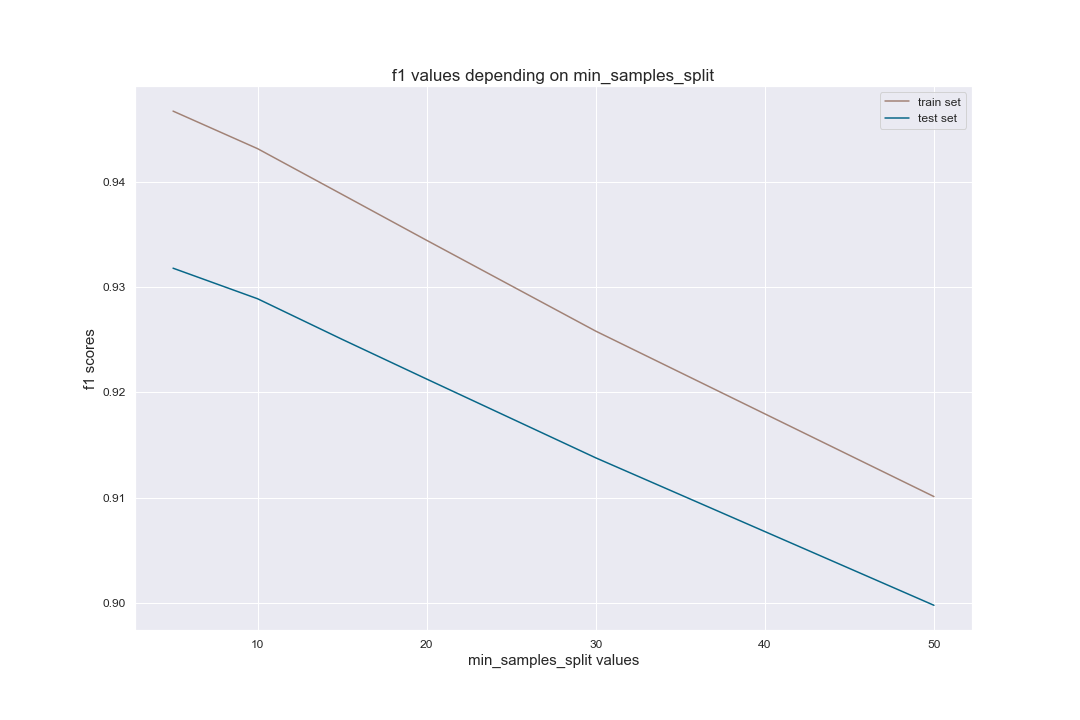 f1 values depending on min_samples_split
train set
test set
0.94
0.93
0.92
0.91
0.90
f1 scores
10 20 30 40 50
min_samples_split values